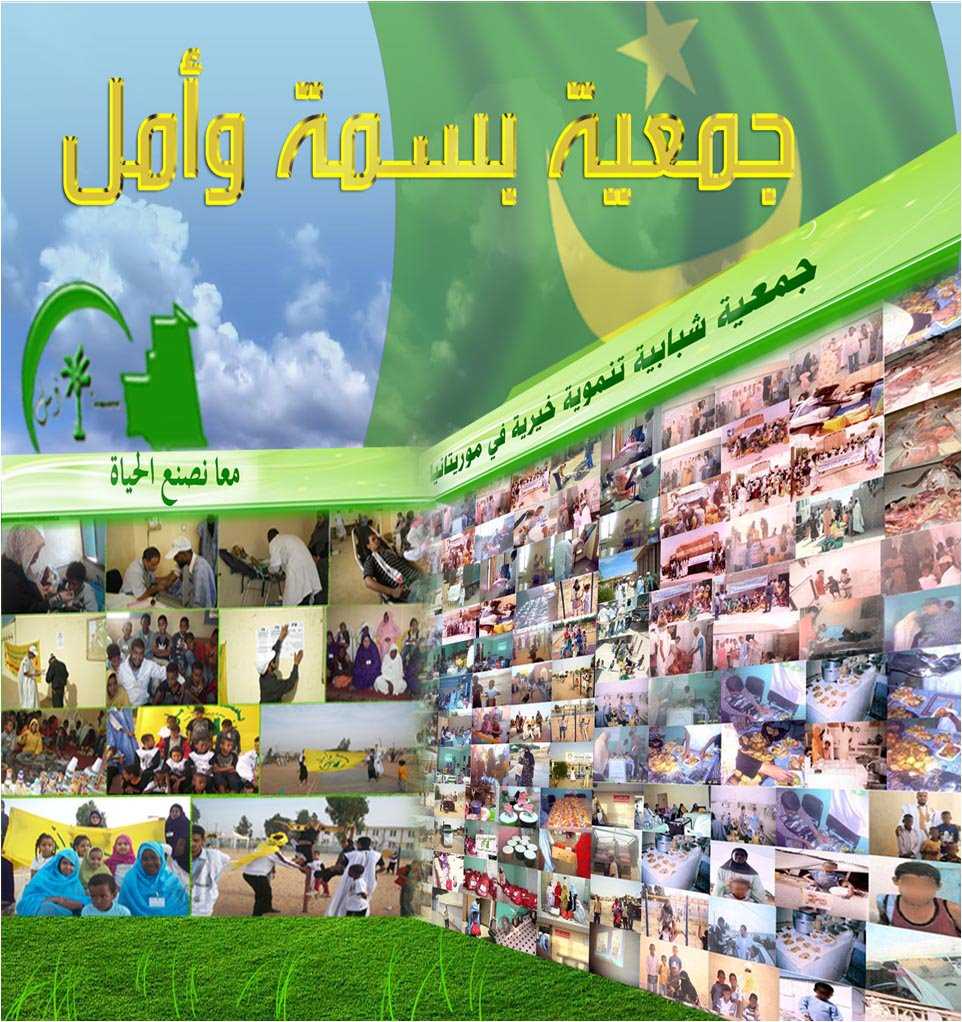 جمعية بسمة وأمل
جمعية شبابية تنموية خيرية في موريتانيا
معا نصنع الحياة